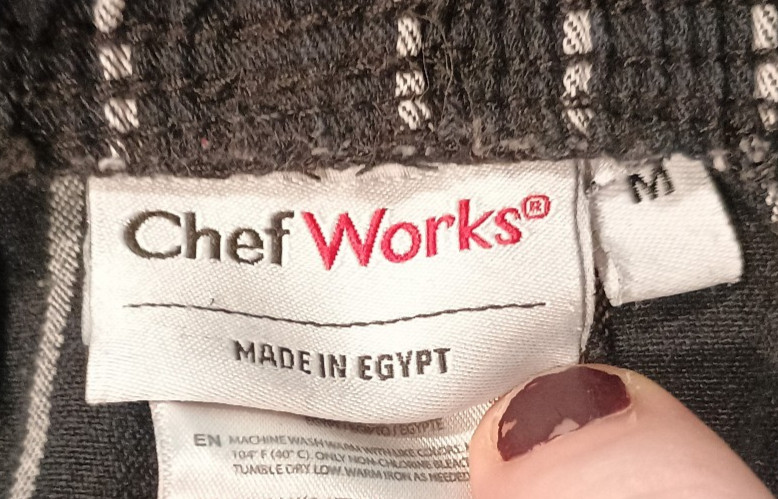 Chef Works®
M
MADE IN EGYPT
EN MACHINE WASH WARM WITH LIKE COLORS.
104° F (40° C). ONLY NON-CHLORINE BLEAC
TUMBLE DRY LOW. WARM IRON AS NEEDED